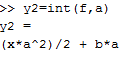 >> y2=int(f,a)
y2 =
(x*a^2)/2 + b*a